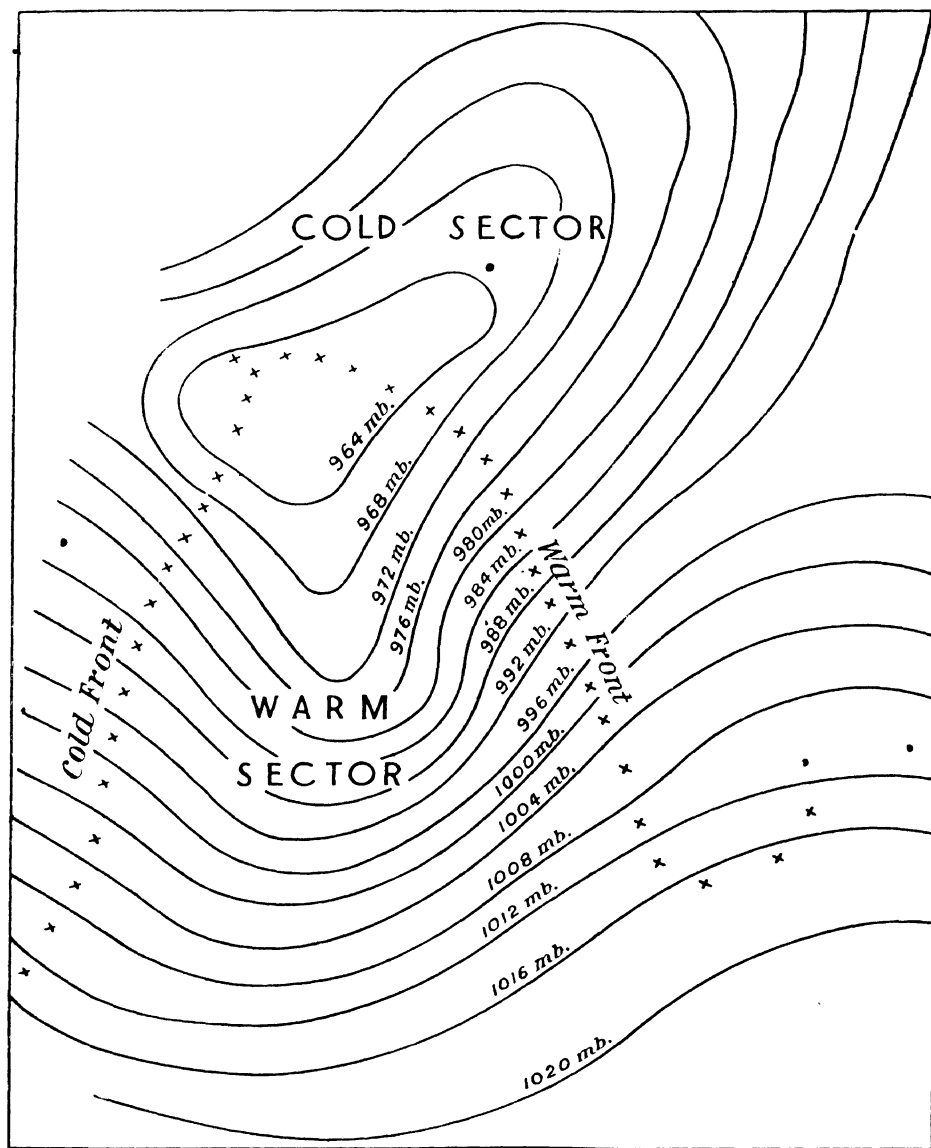 COLD SECTOR
964 mb.
968 mb.
972 mb.
976 mb.
980 mb.
984 mb.
988 mb.
992 mb.
996 mb.
1000 mb.
1004 mb.
1008 mb.
1012 mb.
1016 mb.
1020 mb.
Warm Front
Cold Front
WARM
SECTOR